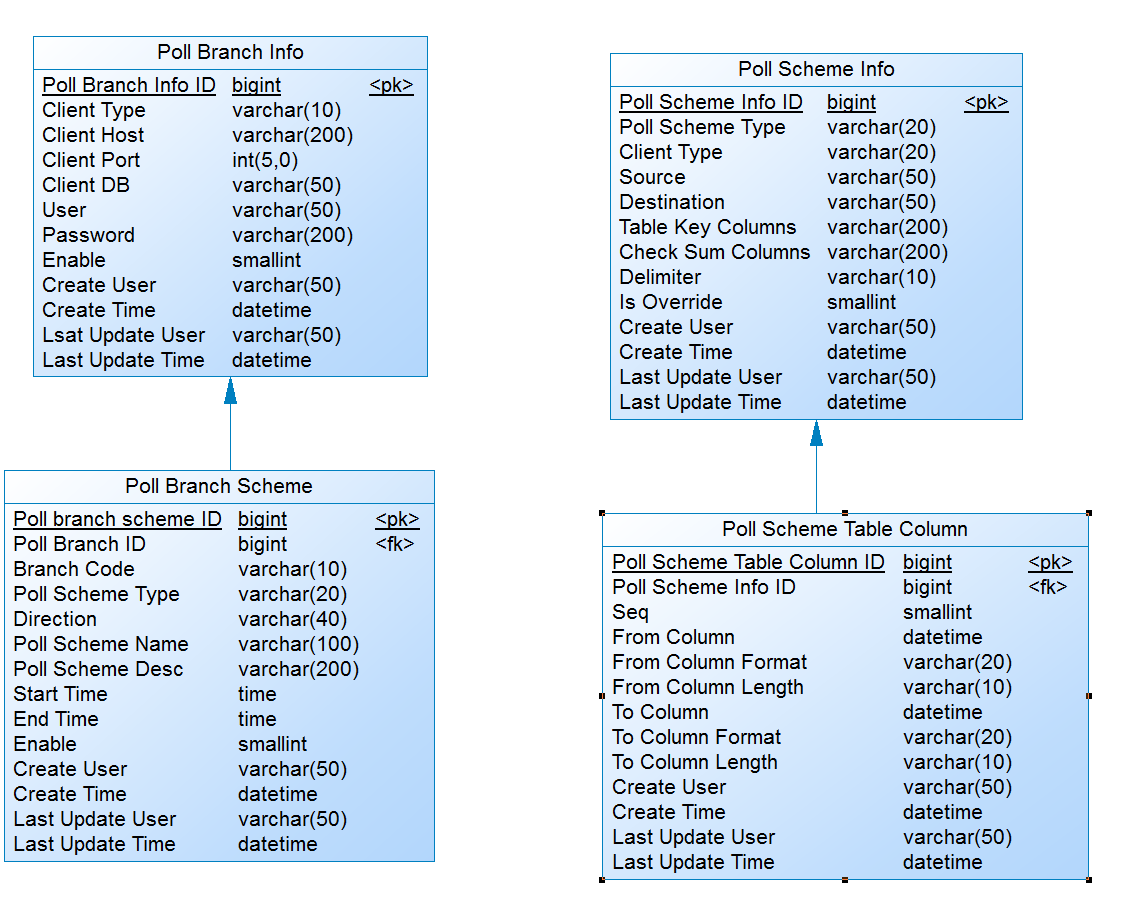 Poll Branch Info
Poll Branch Info ID bigint <pk>
Client Type varchar(10)
Client Host varchar(200)
Client Port int(5,0)
Client DB varchar(50)
User varchar(50)
Password varchar(200)
Enable smallint
Create User varchar(50)
Create Time datetime
Lsat Update User varchar(50)
Last Update Time datetime
Poll Scheme Info
Poll Scheme Info ID bigint <pk>
Poll Scheme Type varchar(20)
Client Type varchar(20)
Source varchar(50)
Destination varchar(50)
Table Key Columns varchar(200)
Check Sum Columns varchar(200)
Delimiter varchar(10)
Is Override smallint
Create User varchar(50)
Create Time datetime
Last Update User varchar(50)
Last Update Time datetime
Poll Branch Scheme
Poll branch scheme ID bigint <pk>
Poll Branch ID bigint <fk>
Branch Code varchar(10)
Poll Scheme Type varchar(20)
Direction varchar(40)
Poll Scheme Name varchar(100)
Poll Scheme Desc varchar(200)
Start Time time
End Time time
Enable smallint
Create User varchar(50)
Create Time datetime
Last Update User varchar(50)
Last Update Time datetime
Poll Scheme Table Column
Poll Scheme Table Column ID bigint <pk>
Poll Scheme Info ID bigint <fk>
Seq smallint
From Column datetime
From Column Format varchar(20)
From Column Length varchar(10)
To Column datetime
To Column Format varchar(20)
To Column Length varchar(10)
Create User varchar(50)
Create Time datetime
Last Update User varchar(50)
Last Update Time datetime